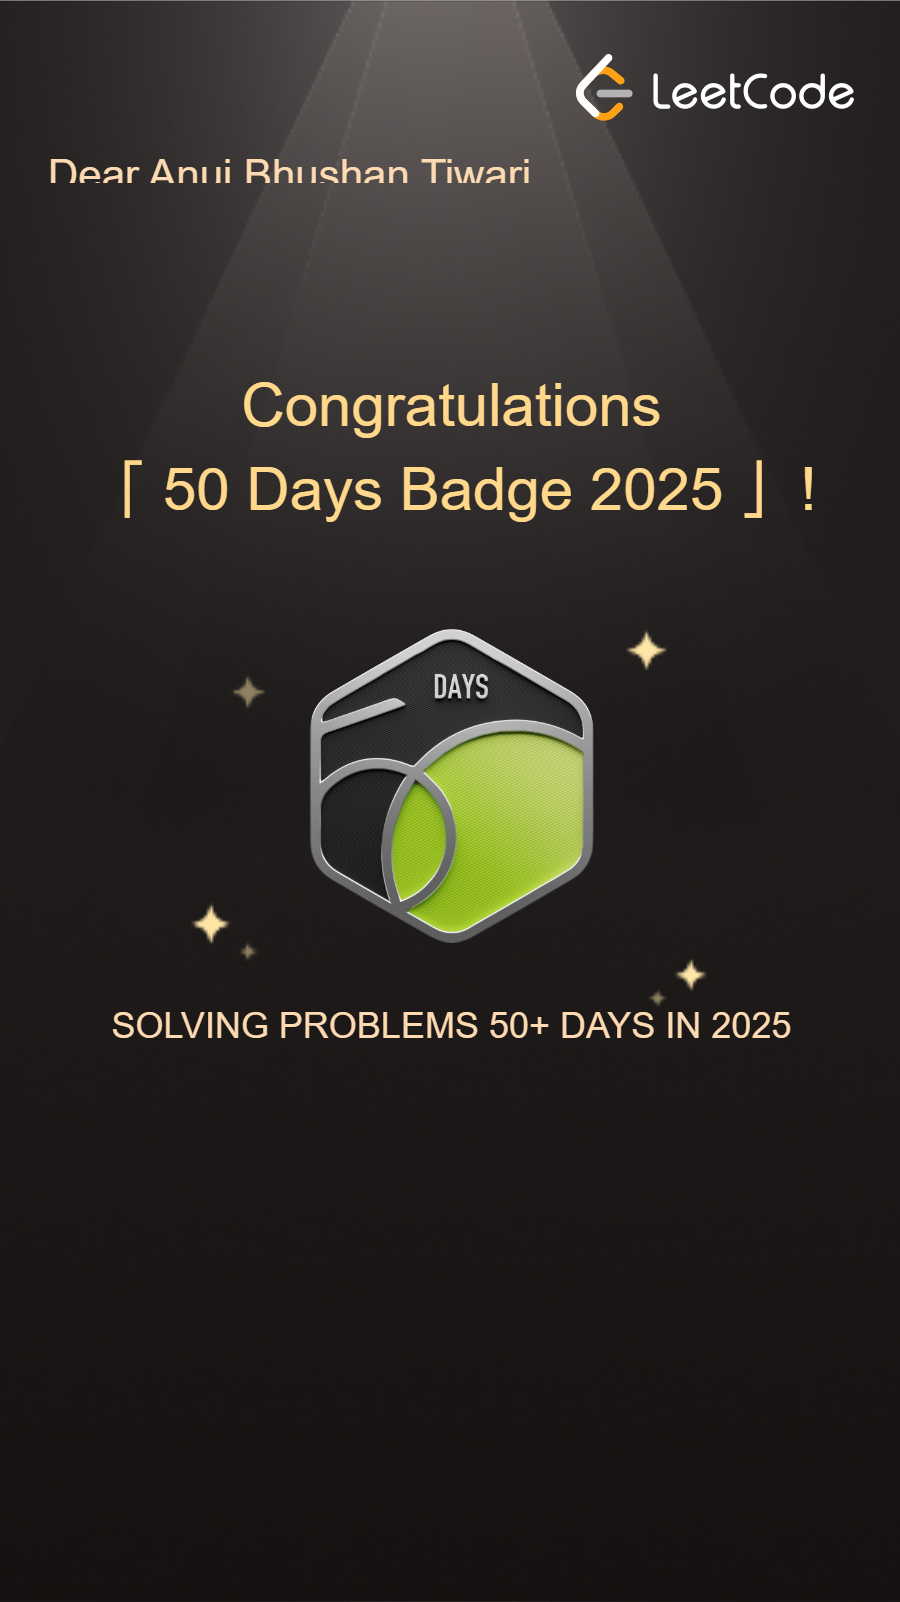 LeetCode
Dear Anuj Bhushan Tiwari
Congratulations
「 50 Days Badge 2025 」!
DAYS
SOLVING PROBLEMS 50+ DAYS IN 2025